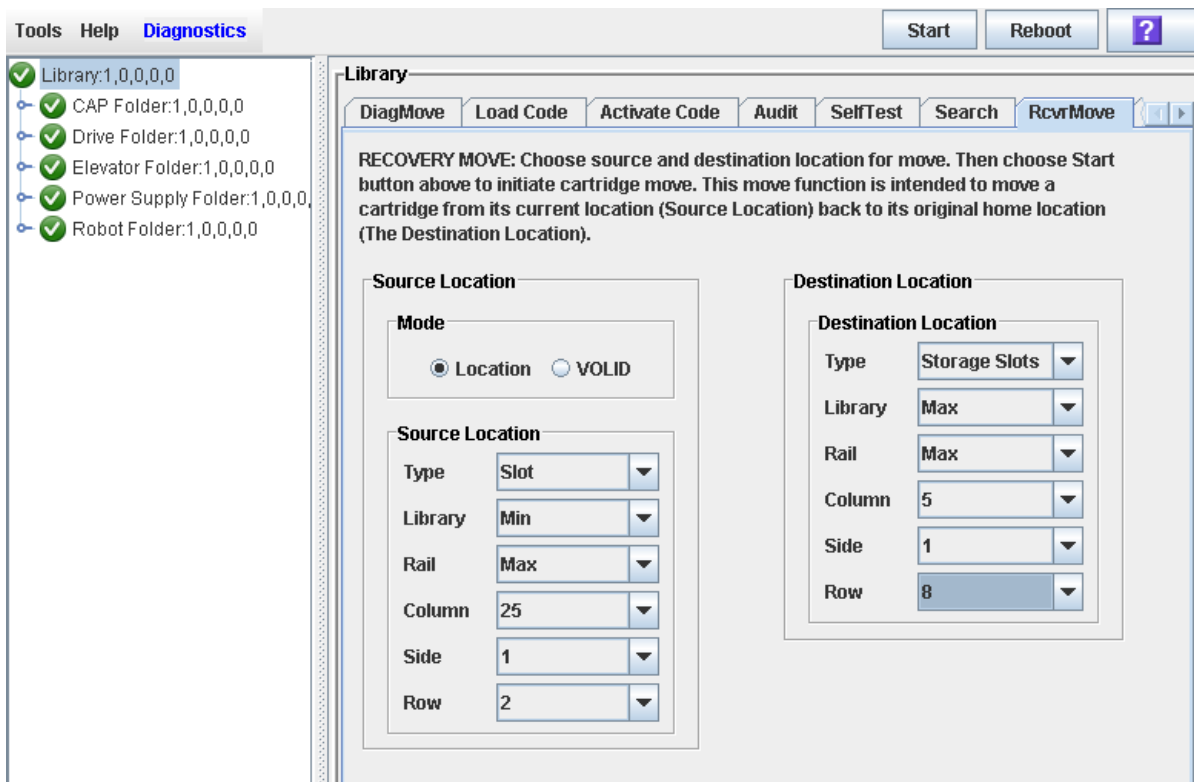 Tools Help Diagnostics
Start Reboot ?
Library:1,0,0,0,0
CAP Folder:1,0,0,0,0
Drive Folder:1,0,0,0,0
Elevator Folder:1,0,0,0,0
Power Supply Folder:1,0,0,0,
Robot Folder:1,0,0,0,0
Library
DiagMove Load Code Activate Code Audit SelfTest Search RcvrMove
RECOVERY MOVE: Choose source and destination location for move. Then choose Start
button above to initiate cartridge move. This move function is intended to move a
cartridge from its current location (Source Location) back to its original home location
(The Destination Location).
Source Location
Mode
Location VOLID
Source Location
Type Slot
Library Min
Rail Max
Column 25
Side 1
Row 2
Destination Location
Destination Location
Type Storage Slots
Library Max
Rail Max
Column 5
Side 1
Row 8